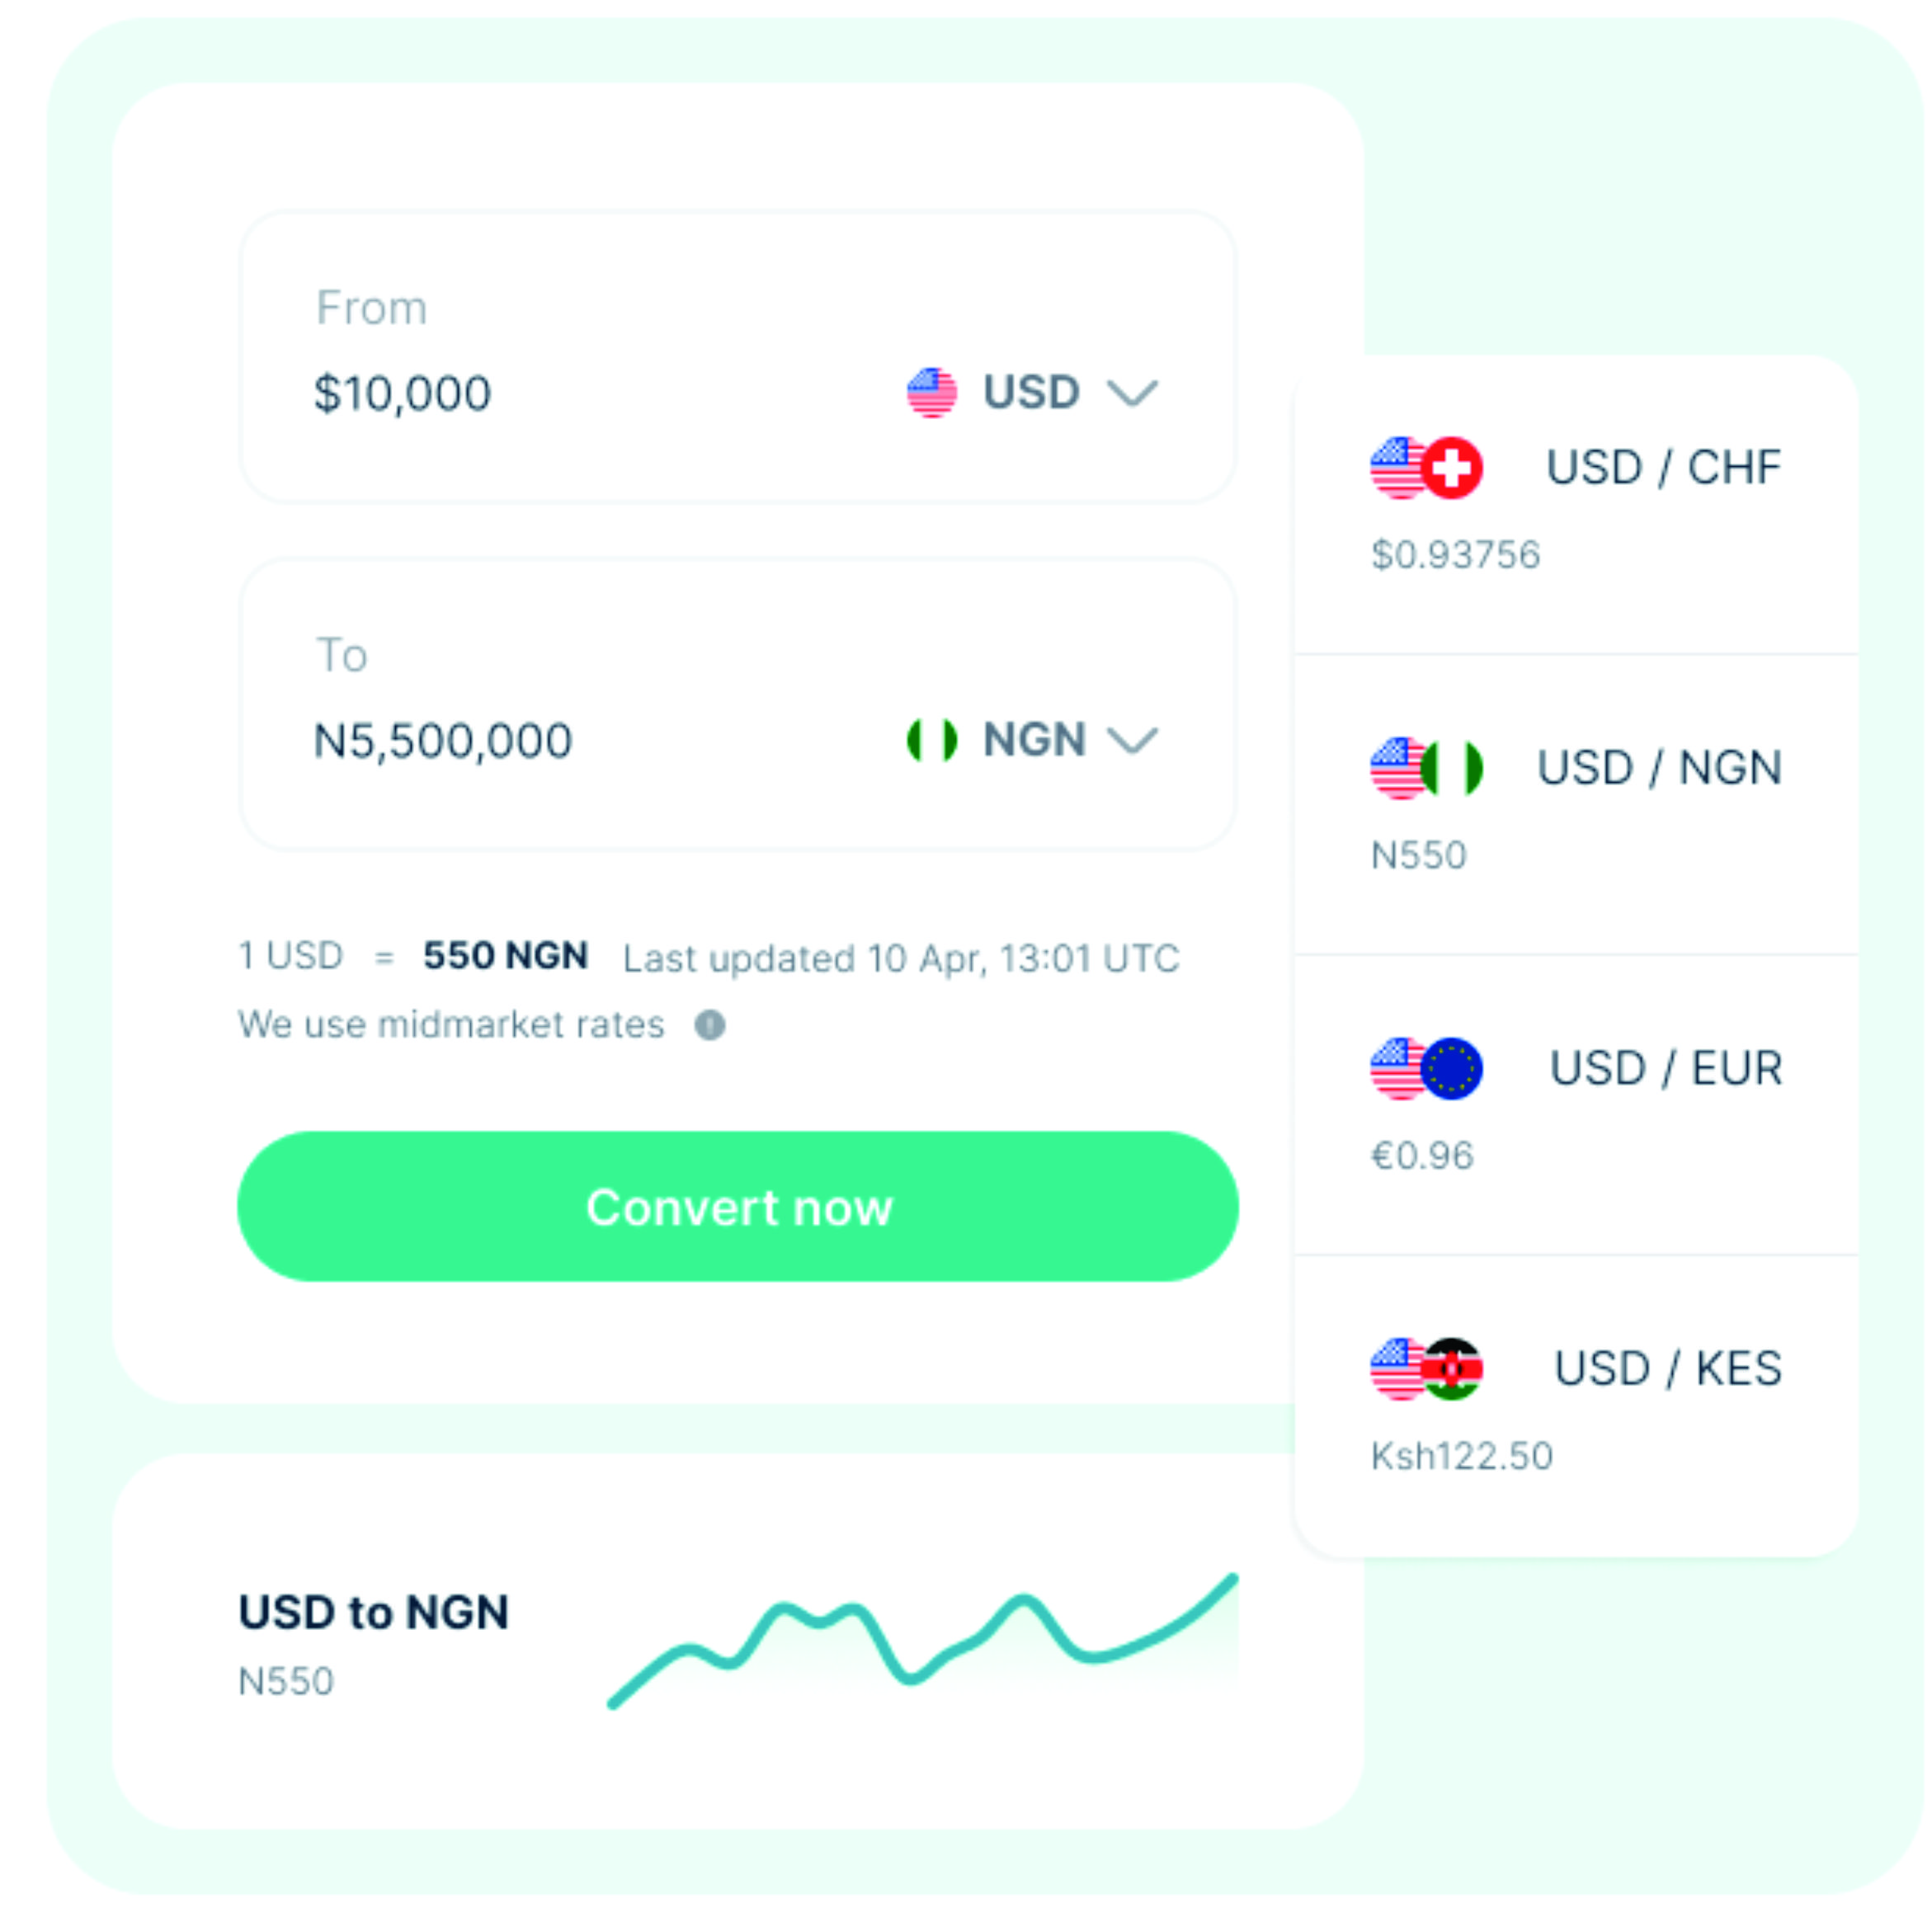 From
$10,000 USD
To
N5,500,000 NGN
1 USD = 550 NGN Last updated 10 Apr, 13:01 UTC
We use midmarket rates
Convert now
USD / CHF
$0.93756
USD / NGN
N550
USD / EUR
€0.96
USD / KES
Ksh122.50
USD to NGN
N550